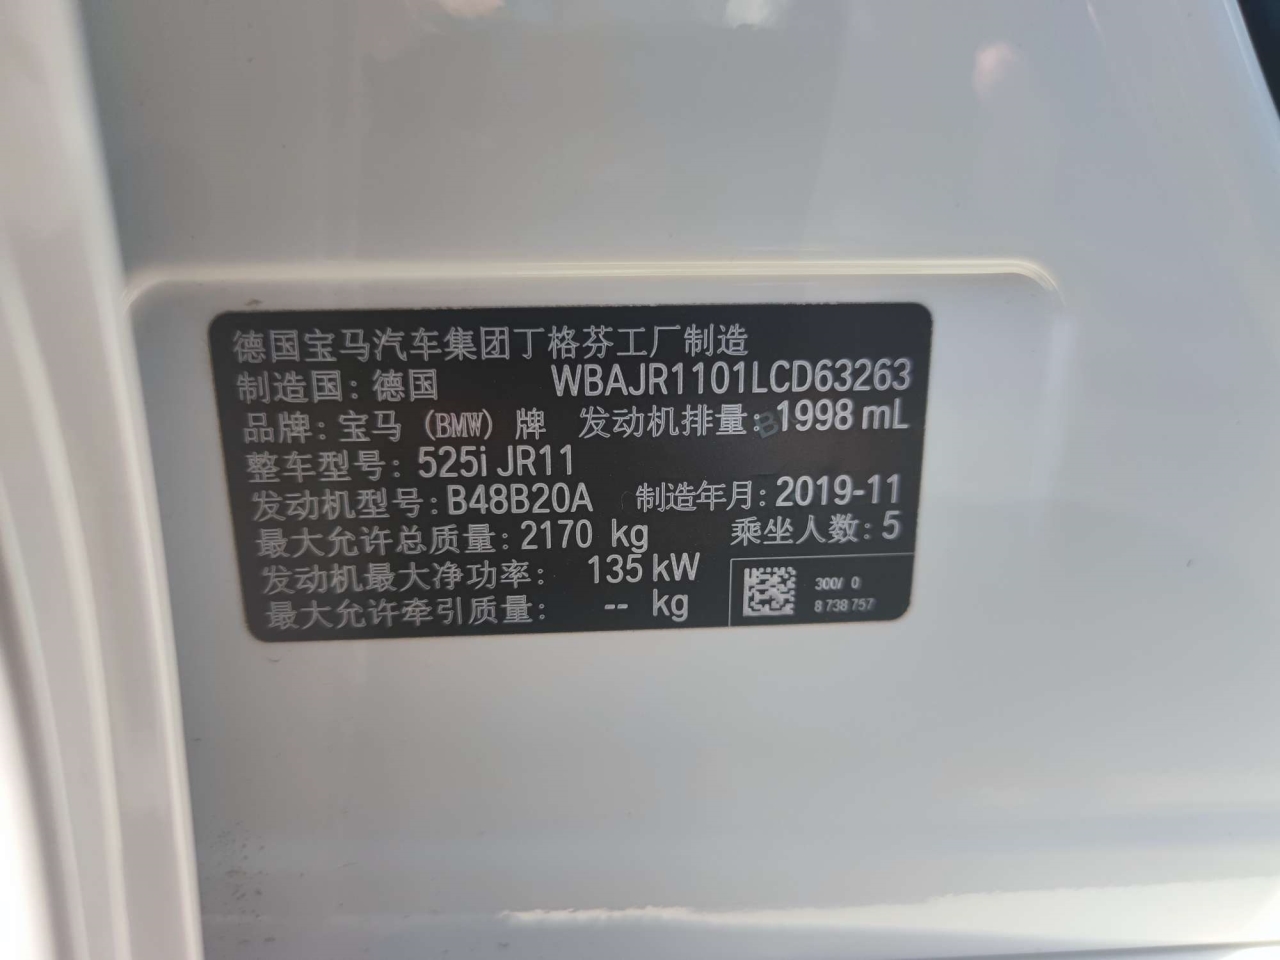 德国宝马汽车集团丁格芬工厂制造
制造国: 德国 WBAJR1101LCD63263
品牌: 宝马 (BMW) 牌 发动机排量: 1998 mL
整车型号: 525i JR11
发动机型号: B48B20A 制造年月: 2019-11
最大允许总质量: 2170 kg 乘坐人数: 5
发动机最大净功率: 135 kW
最大允许牵引质量: -- kg
300/ 0
8 738 757